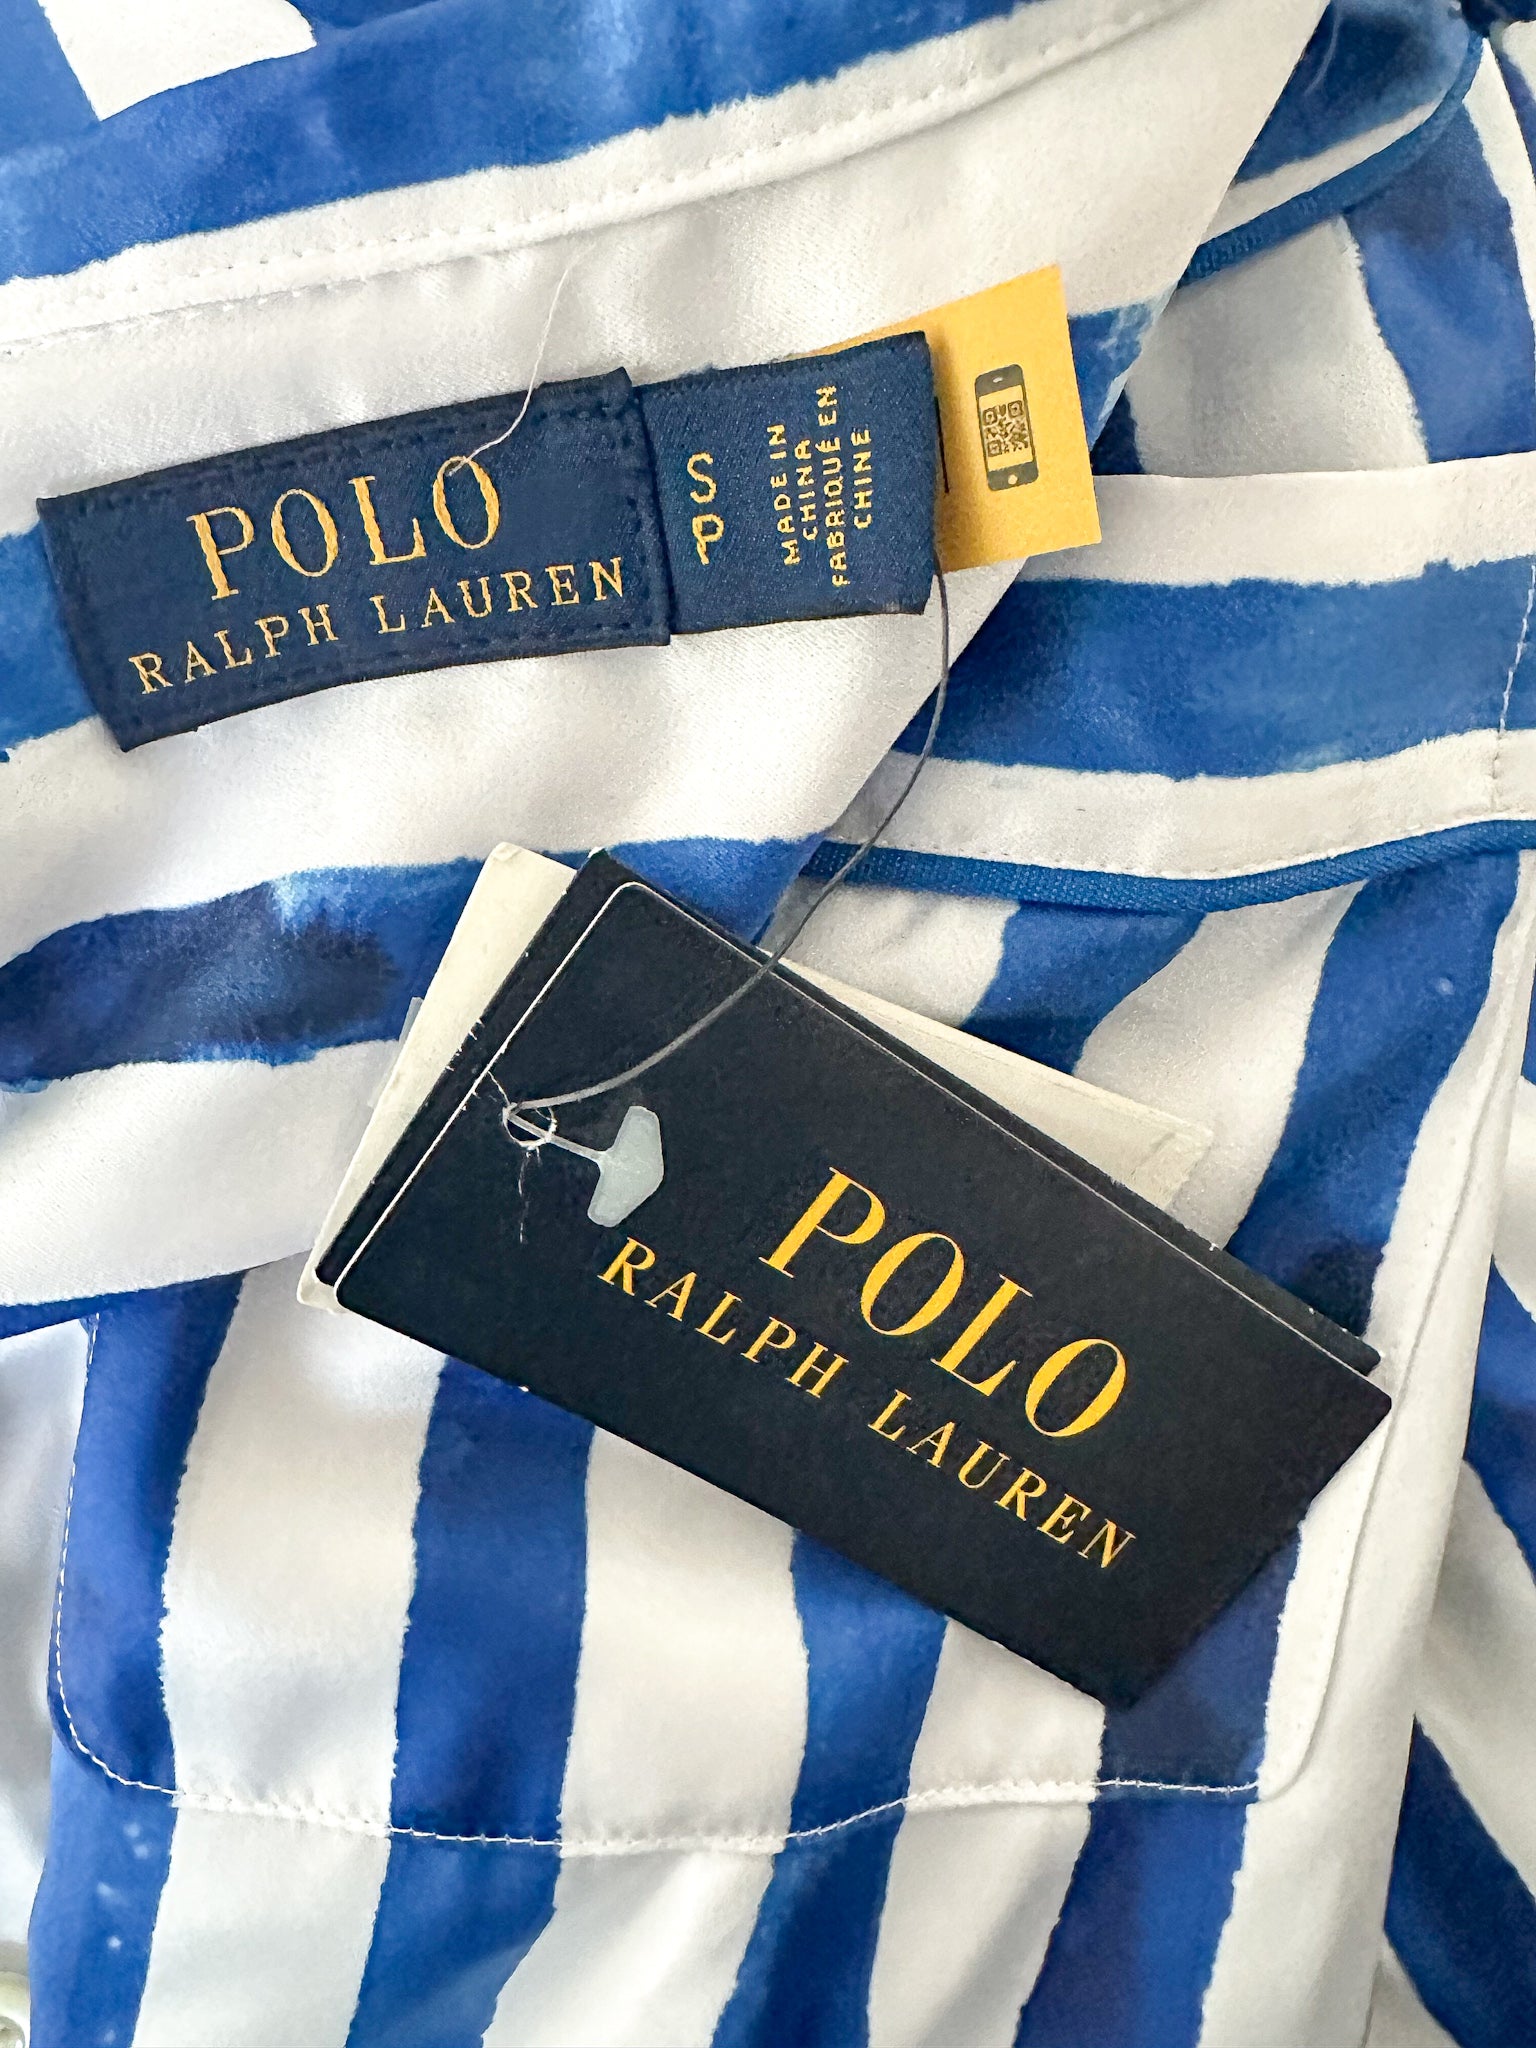 POLO
RALPH LAUREN
S
P
MADE IN
CHINA
FABRIQUÉ EN
CHINE
POLO
RALPH LAUREN